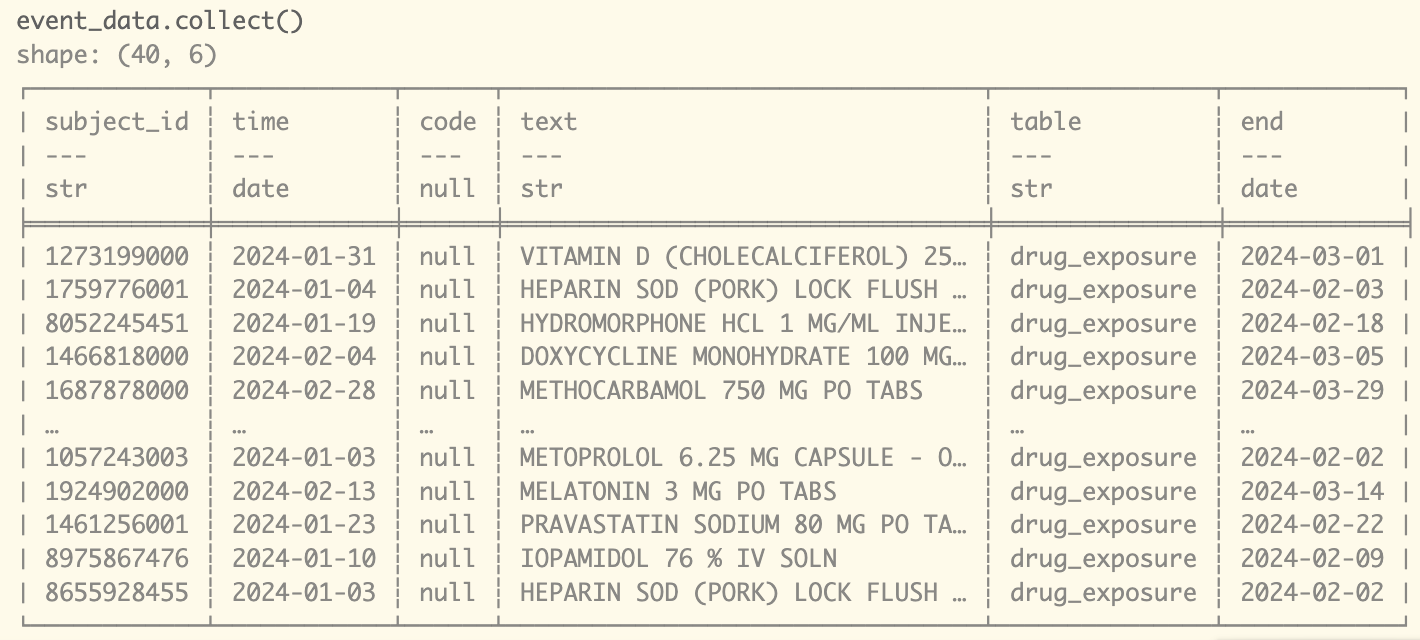 event_data.collect()
shape: (40, 6)
subject_id time code text table end
--- --- --- --- --- ---
str date null str str date
1273199000 2024-01-31 null VITAMIN D (CHOLECALCIFEROL) 25… drug_exposure 2024-03-01
1759776001 2024-01-04 null HEPARIN SOD (PORK) LOCK FLUSH … drug_exposure 2024-02-03
8052245451 2024-01-19 null HYDROMORPHONE HCL 1 MG/ML INJE… drug_exposure 2024-02-18
1466818000 2024-02-04 null DOXYCYCLINE MONOHYDRATE 100 MG… drug_exposure 2024-03-05
1687878000 2024-02-28 null METHOCARBAMOL 750 MG PO TABS drug_exposure 2024-03-29
… … … … … …
1057243003 2024-01-03 null METOPROLOL 6.25 MG CAPSULE - O… drug_exposure 2024-02-02
1924902000 2024-02-13 null MELATONIN 3 MG PO TABS drug_exposure 2024-03-14
1461256001 2024-01-23 null PRAVASTATIN SODIUM 80 MG PO TA… drug_exposure 2024-02-22
8975867476 2024-01-10 null IOPAMIDOL 76 % IV SOLN drug_exposure 2024-02-09
8655928455 2024-01-03 null HEPARIN SOD (PORK) LOCK FLUSH … drug_exposure 2024-02-02